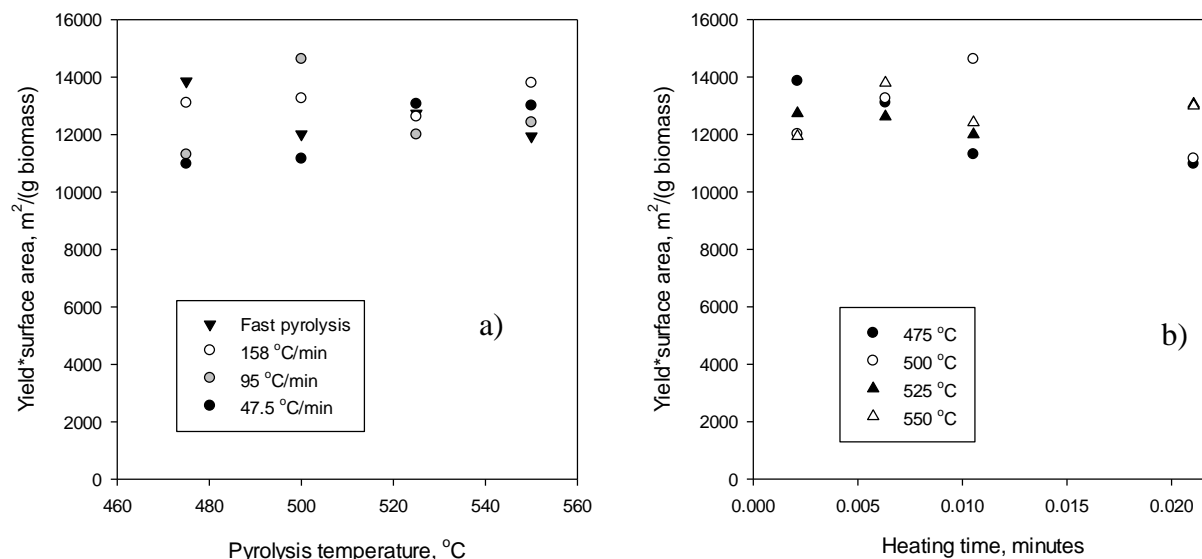 Yield*surface area, m²/(g biomass)
16000
14000
12000
10000
8000
6000
4000
2000
0
460
480
500
520
540
560
Pyrolysis temperature, °C
Fast pyrolysis
158 °C/min
95 °C/min
47.5 °C/min
a)
Yield*surface area, m²/(g biomass)
16000
14000
12000
10000
8000
6000
4000
2000
0
0.000
0.005
0.010
0.015
0.020
Heating time, minutes
475 °C
500 °C
525 °C
550 °C
b)